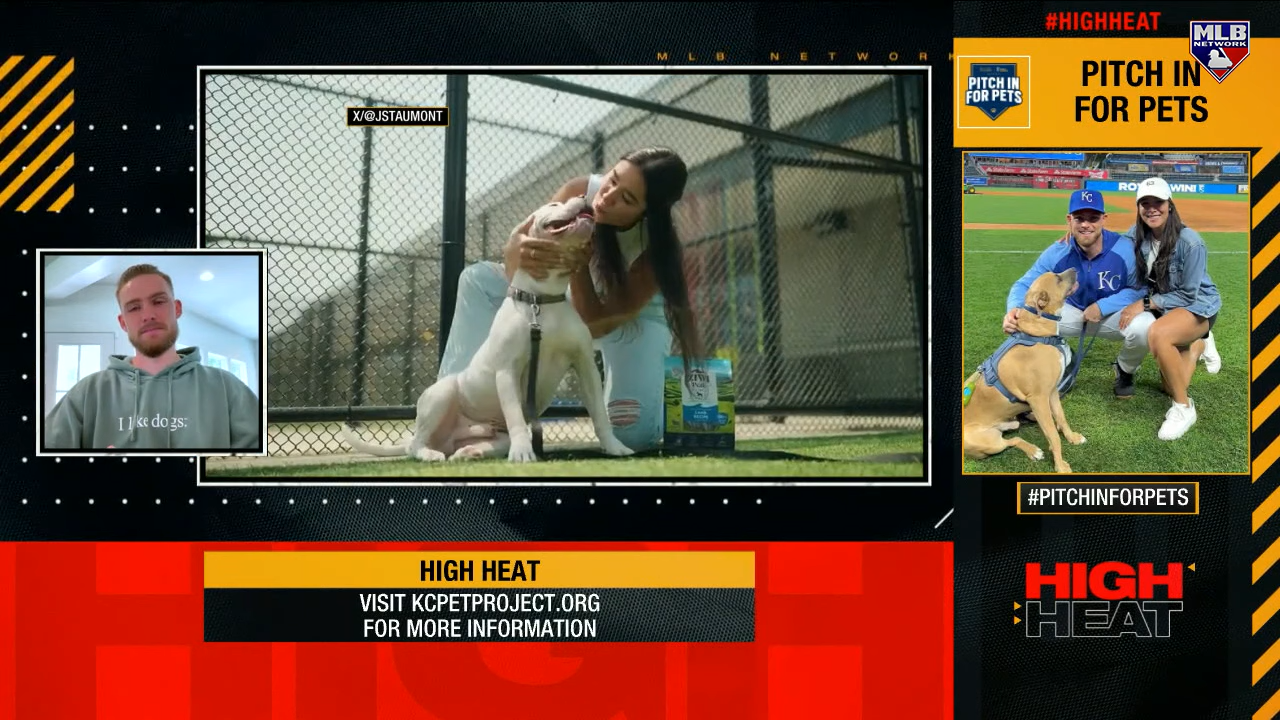 #HIGHHEAT
MLB
NETWORK
MLB NETWORK
PITCH IN
FOR PETS
PITCH IN
FOR PETS
X/@JSTAUMONT
KC
KC
I like dogs:
#PITCHINFORPETS
HIGH HEAT
VISIT KCPETPROJECT.ORG
FOR MORE INFORMATION
HIGH
HEAT